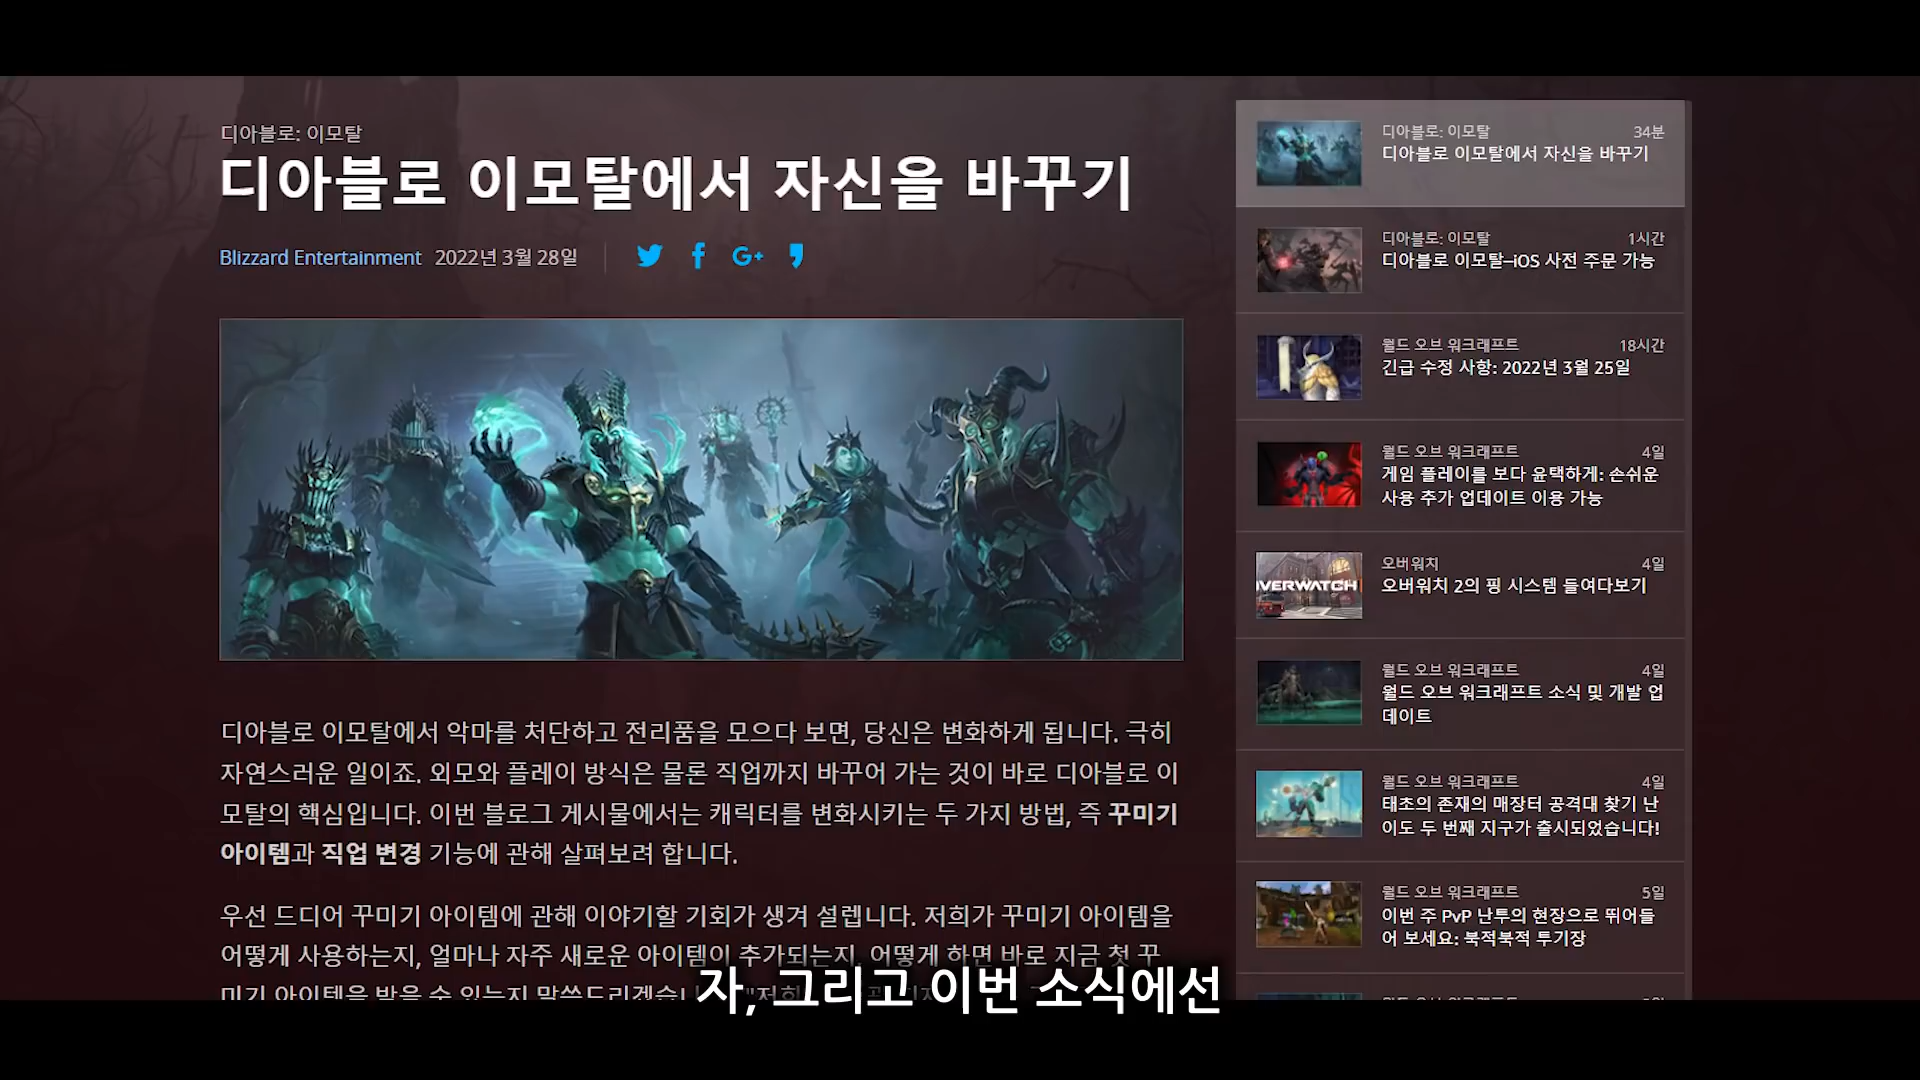 디아블로: 이모탈
디아블로 이모탈에서 자신을 바꾸기
Blizzard Entertainment 2022년 3월 28일
G+
디아블로 이모탈에서 악마를 처단하고 전리품을 모으다 보면, 당신은 변화하게 됩니다. 극히
자연스러운 일이죠. 외모와 플레이 방식은 물론 직업까지 바꾸어 가는 것이 바로 디아블로 이
모탈의 핵심입니다. 이번 블로그 게시물에서는 캐릭터를 변화시키는 두 가지 방법, 즉 꾸미기
아이템과 직업 변경 기능에 관해 살펴보려 합니다.
우선 드디어 꾸미기 아이템에 관해 이야기할 기회가 생겨 설렙니다. 저희가 꾸미기 아이템을
어떻게 사용하는지, 얼마나 자주 새로운 아이템이 추가되는지, 어떻게 하면 바로 지금 첫 꾸
미기 아이템을 받을 수 있는지 말씀드리겠습
자, 그리고 이번 소식에선
디아블로: 이모탈 34분
디아블로 이모탈에서 자신을 바꾸기
디아블로: 이모탈 1시간
디아블로 이모탈–iOS 사전 주문 가능
월드 오브 워크래프트 18시간
긴급 수정 사항: 2022년 3월 25일
월드 오브 워크래프트 4일
게임 플레이를 보다 윤택하게: 손쉬운
사용 추가 업데이트 이용 가능
OVERWATCH
오버워치 4일
오버워치 2의 핑 시스템 들여다보기
월드 오브 워크래프트 4일
월드 오브 워크래프트 소식 및 개발 업
데이트
월드 오브 워크래프트 4일
태초의 존재의 매장터 공격대 찾기 난
이도 두 번째 지구가 출시되었습니다!
월드 오브 워크래프트 5일
이번 주 PvP 난투의 현장으로 뛰어들
어 보세요: 북적북적 투기장